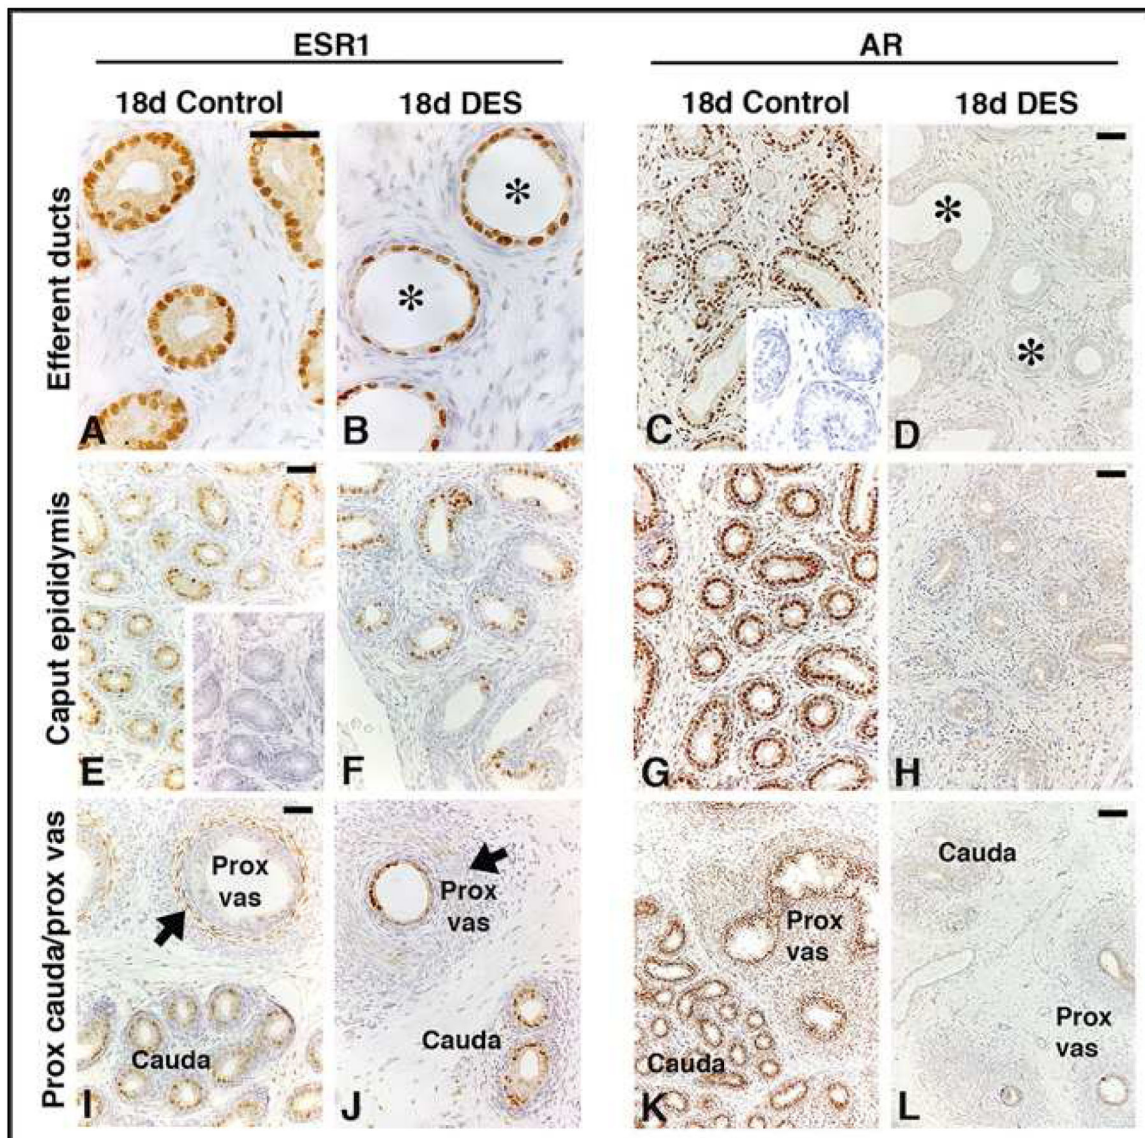 ESR1
AR
18d Control
18d DES
18d Control
18d DES
Efferent ducts
*
*
*
*
A
B
C
D
Caput epididymis
E
F
G
H
Prox cauda/prox vas
Prox
vas
Cauda
I
Prox
vas
Cauda
J
Prox
vas
Cauda
K
Cauda
Prox
vas
L